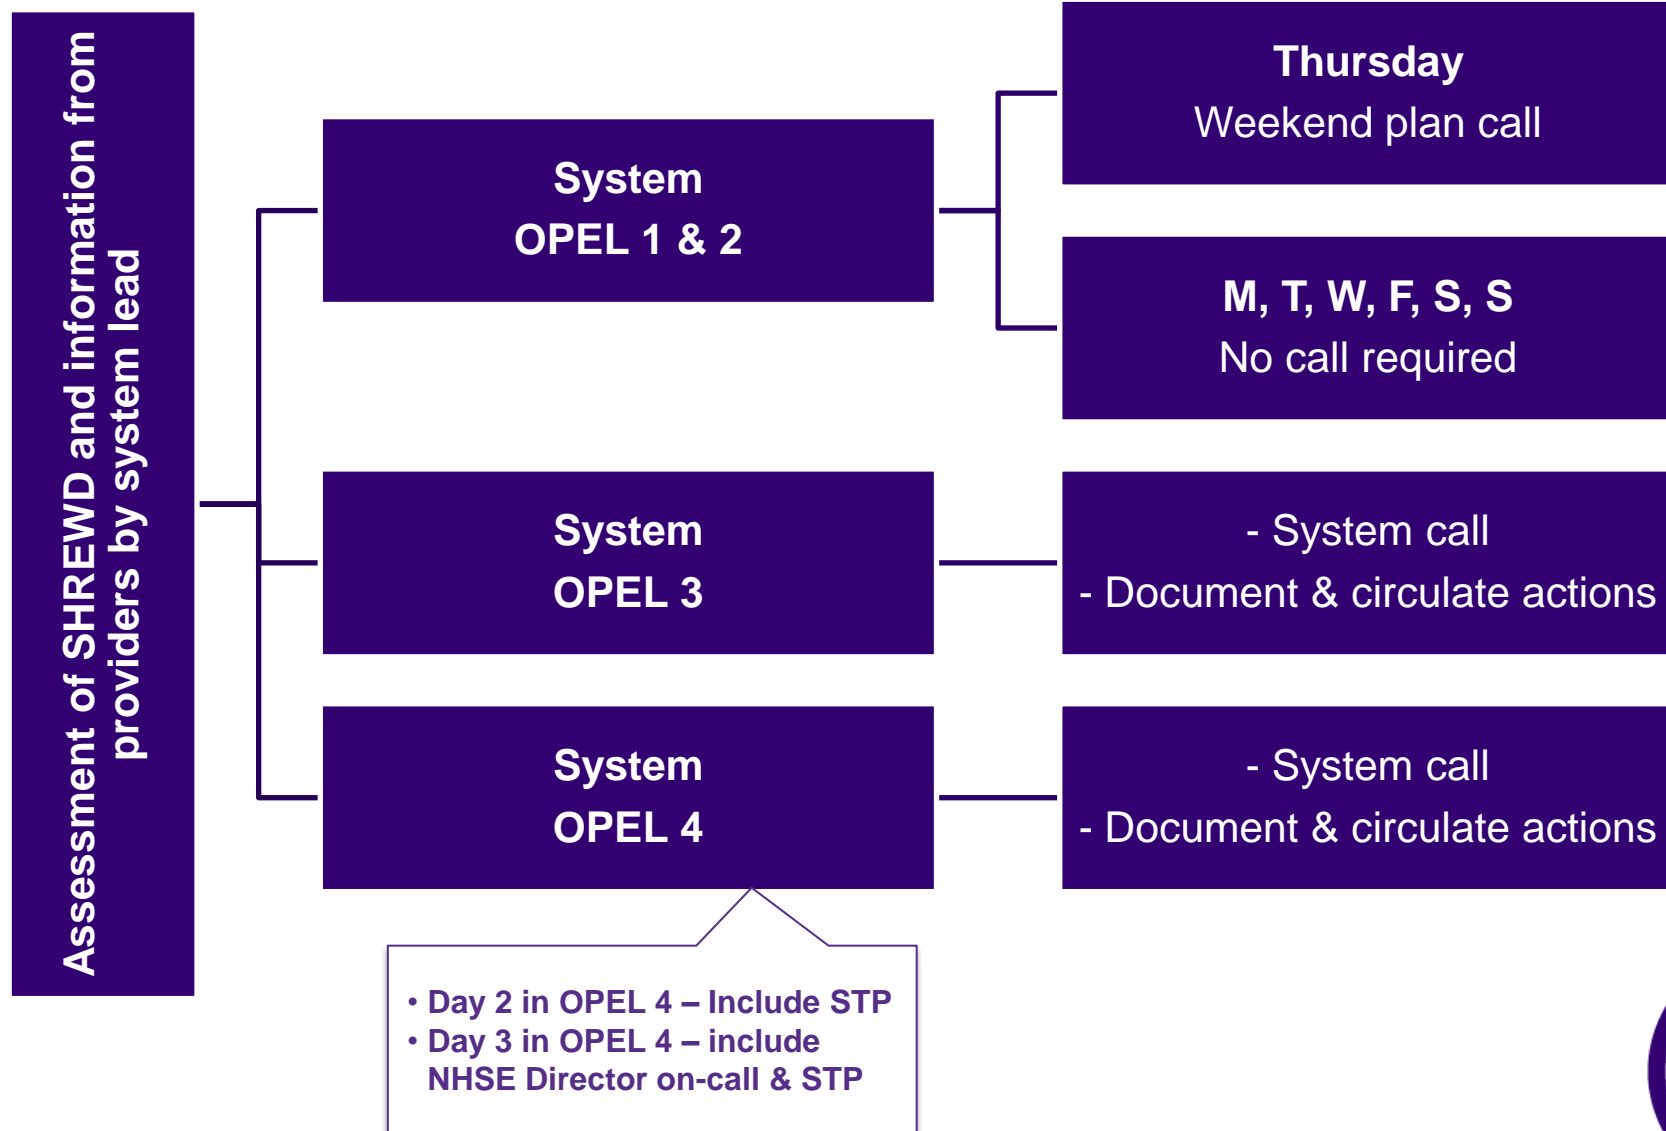 Assessment of SHREWD and information from
providers by system lead
System
OPEL 1 & 2
Thursday
Weekend plan call
M, T, W, F, S, S
No call required
System
OPEL 3
- System call
- Document & circulate actions
System
OPEL 4
- System call
- Document & circulate actions
• Day 2 in OPEL 4 – Include STP
• Day 3 in OPEL 4 – include
NHSE Director on-call & STP